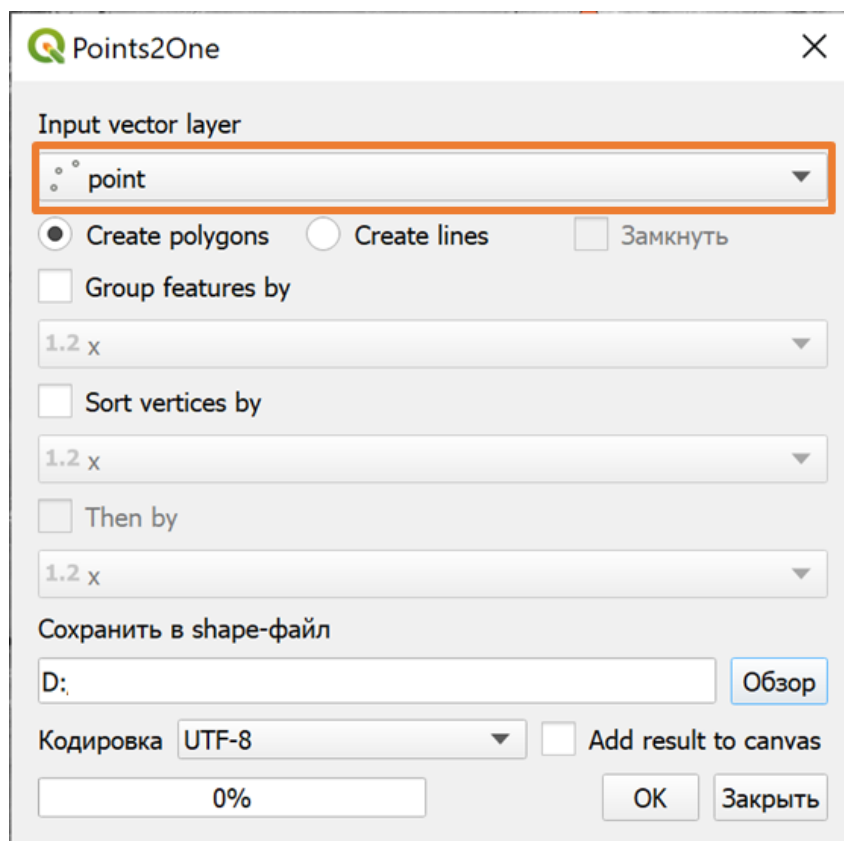 Points2One
Input vector layer
point
Create polygons Create lines Замкнуть
Group features by
1.2 x
Sort vertices by
1.2 x
Then by
1.2 x
Сохранить в shape-файл
D: Обзор
Кодировка UTF-8 Add result to canvas
0% OK Закрыть